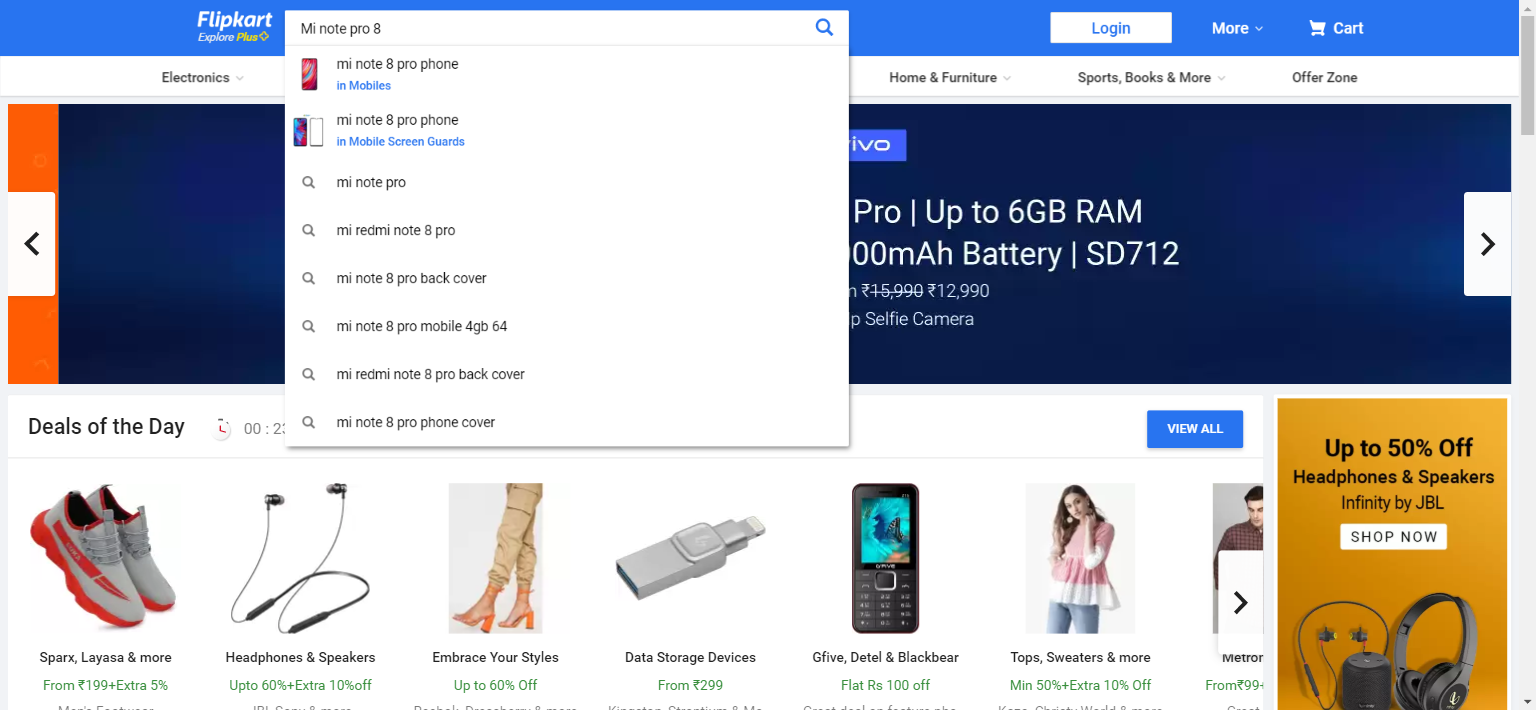 Flipkart
Explore Plus
Mi note pro 8
Login
More
Cart
mi note 8 pro phone
in Mobiles
mi note 8 pro phone
in Mobile Screen Guards
mi note pro
mi redmi note 8 pro
mi note 8 pro back cover
mi note 8 pro mobile 4gb 64
mi redmi note 8 pro back cover
mi note 8 pro phone cover
Electronics
Home & Furniture
Sports, Books & More
Offer Zone
vivo
Pro | Up to 6GB RAM
000mAh Battery | SD712
₹15,990 ₹12,990
Selfie Camera
Deals of the Day
00 : 23
VIEW ALL
Sparx, Layasa & more
From ₹199+Extra 5%
Headphones & Speakers
Upto 60%+Extra 10%off
Embrace Your Styles
Up to 60% Off
Data Storage Devices
From ₹299
GFIVE
Gfive, Detel & Blackbear
Flat Rs 100 off
Tops, Sweaters & more
Min 50%+Extra 10% Off
From₹99+
Up to 50% Off
Headphones & Speakers
Infinity by JBL
SHOP NOW